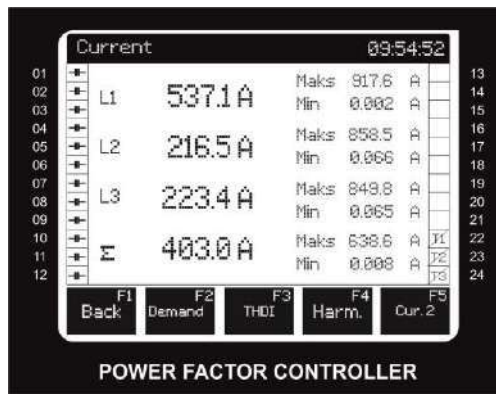 Current 09:54:52
01 13
02 14
03 15
04 16
05 17
06 18
07 19
08 20
09 21
10 22
11 23
12 24
L1 537.1 A Maks 917.6 A
Min 0.002 A
L2 216.5 A Maks 858.5 A
Min 0.066 A
L3 223.4 A Maks 849.8 A
Min 0.065 A
Σ 403.0 A Maks 638.6 A
Min 0.008 A
T1
T2
T3
F1 F2 F3 F4 F5
Back Demand THDI Harm. Cur.2
POWER FACTOR CONTROLLER